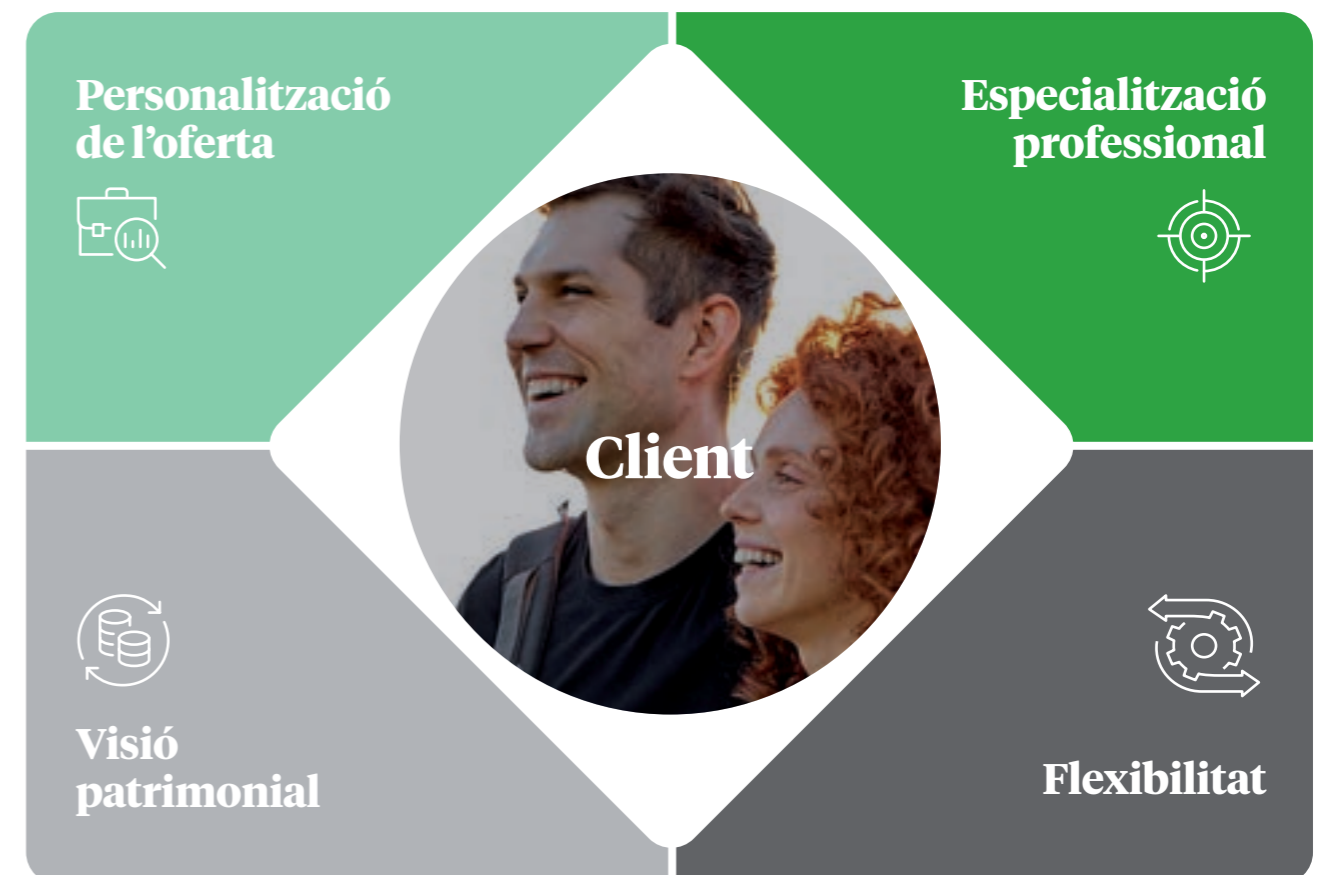 Personalització
de l’oferta
Especialització
professional
Client
Visió
patrimonial
Flexibilitat